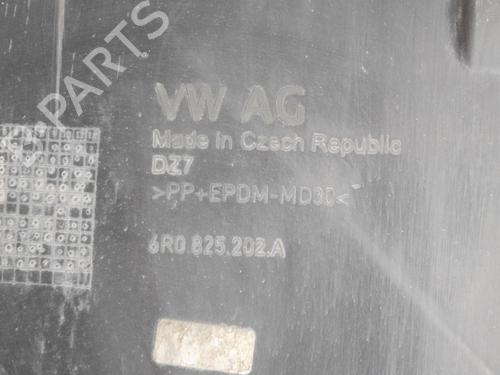 PARTS
VW AG
Made in Czech Republic
DZ7
>PP+EPDM-MD30<
6R0.825.202.A